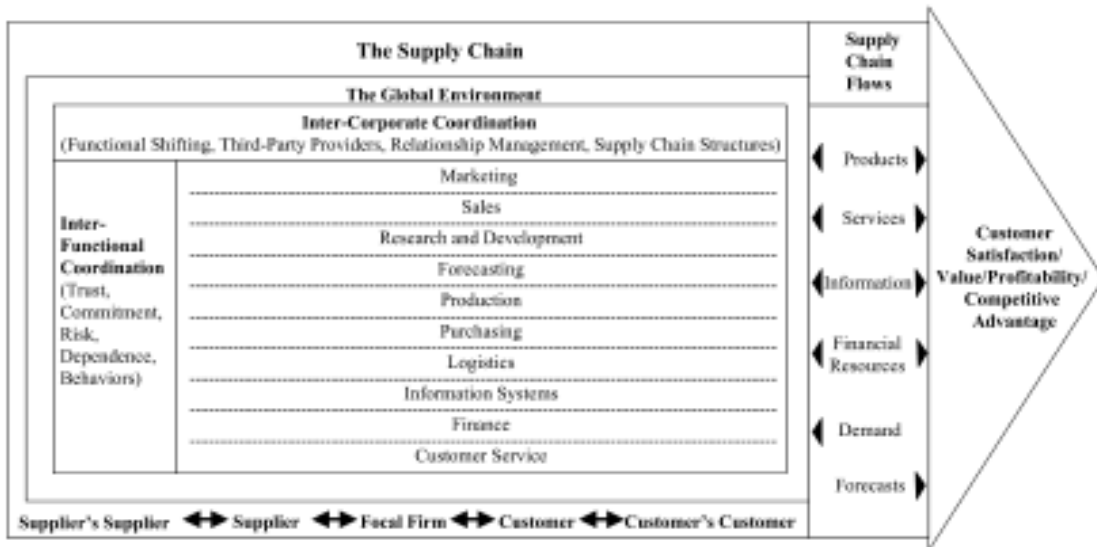 The Supply Chain
Supply
Chain
Flows
The Global Environment
Inter-Corporate Coordination
(Functional Shifting, Third-Party Providers, Relationship Management, Supply Chain Structures)
Inter-
Functional
Coordination
(Trust,
Commitment,
Risk,
Dependence,
Behaviors)
Marketing
Sales
Research and Development
Forecasting
Production
Purchasing
Logistics
Information Systems
Finance
Customer Service
Products
Services
Information
Financial
Resources
Demand
Forecasts
Customer
Satisfaction/
Value/Profitability/
Competitive
Advantage
Supplier's Supplier Supplier Focal Firm Customer Customer's Customer